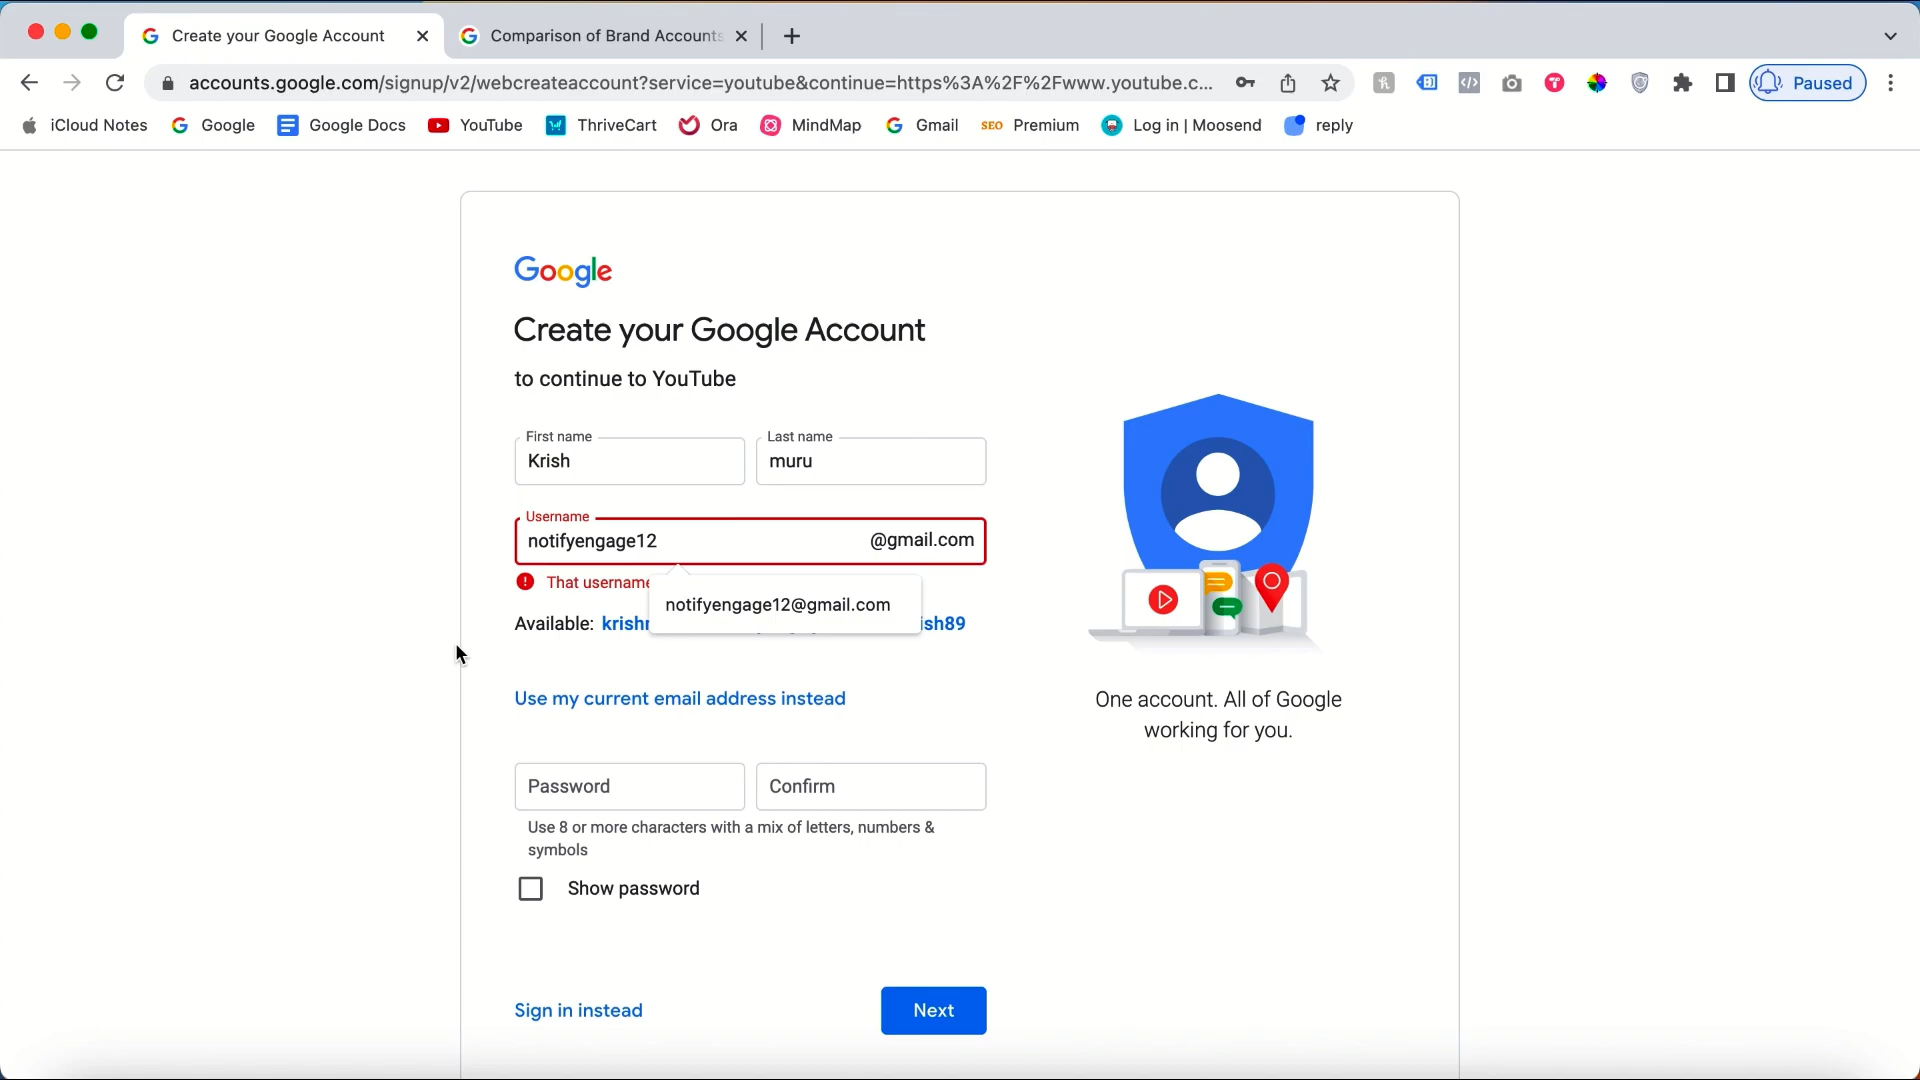 Create your Google Account
Comparison of Brand Accounts
accounts.google.com/signup/v2/webcreateaccount?service=youtube&continue=https%3A%2F%2Fwww.youtube.c...
Paused
iCloud Notes
Google
Google Docs
YouTube
ThriveCart
Ora
MindMap
Gmail
SEO Premium
Log in | Moosend
reply
Google
Create your Google Account
to continue to YouTube
First name
Krish
Last name
muru
Username
notifyengage12
@gmail.com
That username
notifyengage12@gmail.com
Available:
ish89
Use my current email address instead
Password
Confirm
Use 8 or more characters with a mix of letters, numbers &
symbols
Show password
Sign in instead
Next
One account. All of Google
working for you.